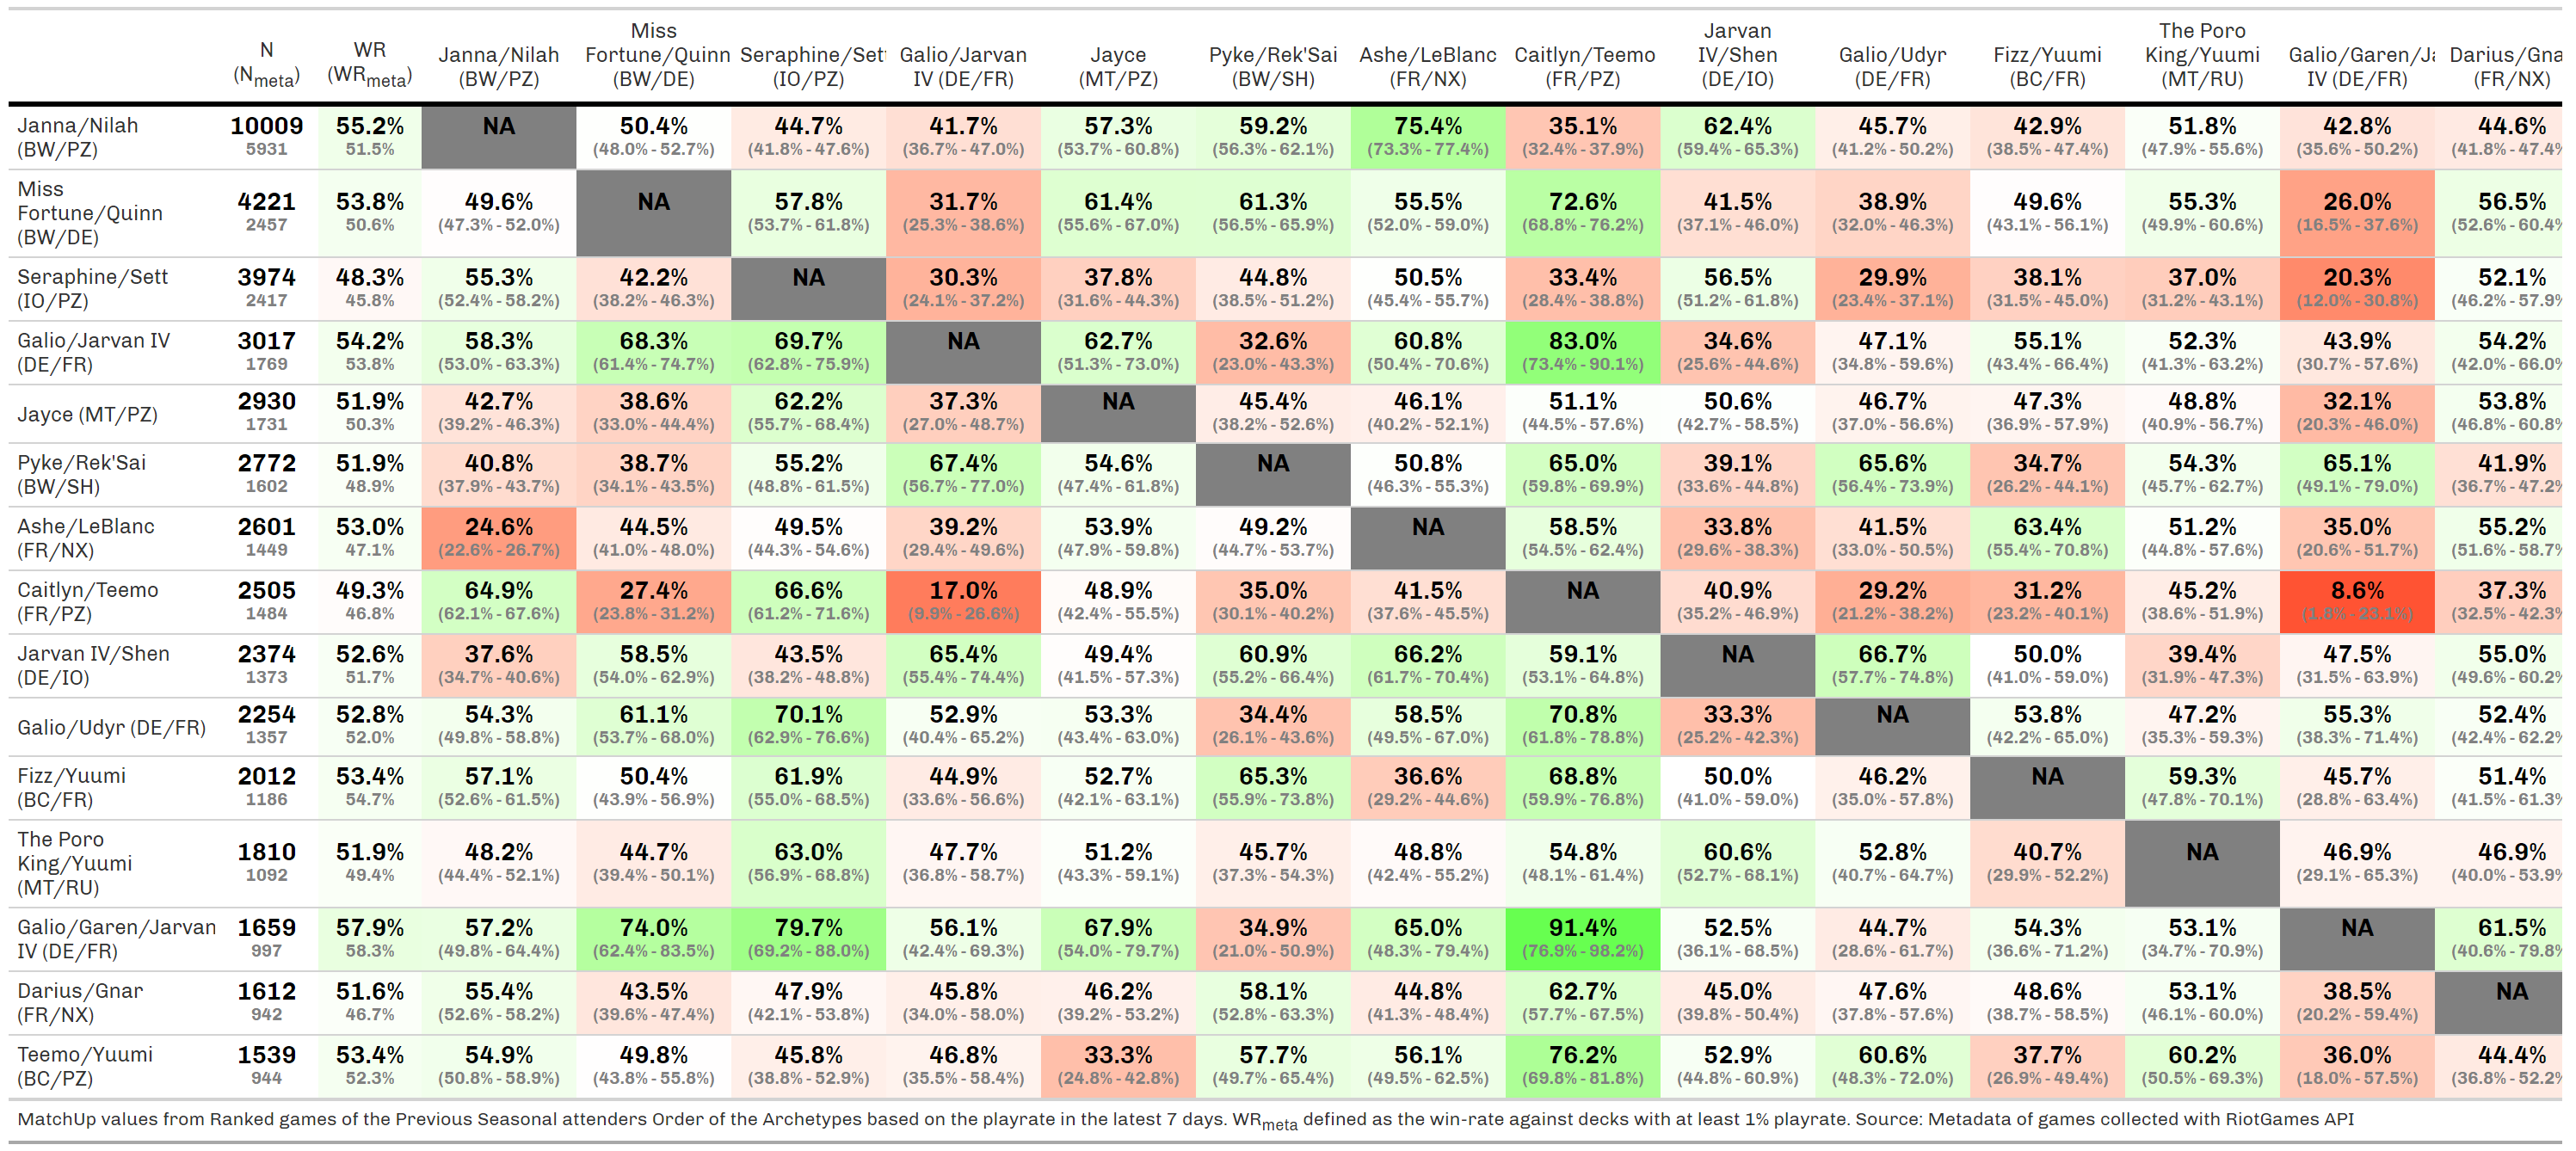 N (Nmeta) WR (WRmeta) Janna/Nilah (BW/PZ) Miss Fortune/Quinn (BW/DE) Seraphine/Sett (IO/PZ) Galio/Jarvan IV (DE/FR) Jayce (MT/PZ) Pyke/Rek'Sai (BW/SH) Ashe/LeBlanc (FR/NX) Caitlyn/Teemo (FR/PZ) Jarvan IV/Shen (DE/IO) Galio/Udyr (DE/FR) Fizz/Yuumi (BC/FR) The Poro King/Yuumi (MT/RU) Galio/Garen/Ja IV (DE/FR) Darius/Gna (FR/NX)
Janna/Nilah 10009 55.2% NA 50.4% 44.7% 41.7% 57.3% 59.2% 75.4% 35.1% 62.4% 45.7% 42.9% 51.8% 42.8% 44.6%
(BW/PZ) 5931 51.5% (48.0% - 52.7%) (41.8% - 47.6%) (36.7% - 47.0%) (53.7% - 60.8%) (56.3% - 62.1%) (73.3% - 77.4%) (32.4% - 37.9%) (59.4% - 65.3%) (41.2% - 50.2%) (38.5% - 47.4%) (47.9% - 55.6%) (35.6% - 50.2%) (41.8% - 47.4%
Miss
Fortune/Quinn 4221 53.8% 49.6% NA 57.8% 31.7% 61.4% 61.3% 55.5% 72.6% 41.5% 38.9% 49.6% 55.3% 26.0% 56.5%
(BW/DE) 2457 50.6% (47.3% - 52.0%) (53.7% - 61.8%) (25.3% - 38.6%) (55.6% - 67.0%) (56.5% - 65.9%) (52.0% - 59.0%) (68.8% - 76.2%) (37.1% - 46.0%) (32.0% - 46.3%) (43.1% - 56.1%) (49.9% - 60.6%) (16.5% - 37.6%) (52.6% - 60.4%
Seraphine/Sett 3974 48.3% 55.3% 42.2% NA 30.3% 37.8% 44.8% 50.5% 33.4% 56.5% 29.9% 38.1% 37.0% 20.3% 52.1%
(IO/PZ) 2417 45.8% (52.4% - 58.2%) (38.2% - 46.3%) (24.1% - 37.2%) (31.6% - 44.3%) (38.5% - 51.2%) (45.4% - 55.7%) (28.4% - 38.8%) (51.2% - 61.8%) (23.4% - 37.1%) (31.5% - 45.0%) (31.2% - 43.1%) (12.0% - 30.8%) (46.2% - 57.9%
Galio/Jarvan IV 3017 54.2% 58.3% 68.3% 69.7% NA 62.7% 32.6% 60.8% 83.0% 34.6% 47.1% 55.1% 52.3% 43.9% 54.2%
(DE/FR) 1769 53.8% (53.0% - 63.3%) (61.4% - 74.7%) (62.8% - 75.9%) (51.3% - 73.0%) (23.0% - 43.3%) (50.4% - 70.6%) (73.4% - 90.1%) (25.6% - 44.6%) (34.8% - 59.6%) (43.4% - 66.4%) (41.3% - 63.2%) (30.7% - 57.6%) (42.0% - 66.0%
Jayce (MT/PZ) 2930 51.9% 42.7% 38.6% 62.2% 37.3% NA 45.4% 46.1% 51.1% 50.6% 46.7% 47.3% 48.8% 32.1% 53.8%
1731 50.3% (39.2% - 46.3%) (33.0% - 44.4%) (55.7% - 68.4%) (27.0% - 48.7%) (38.2% - 52.6%) (40.2% - 52.1%) (44.5% - 57.6%) (42.7% - 58.5%) (37.0% - 56.6%) (36.9% - 57.9%) (40.9% - 56.7%) (20.3% - 46.0%) (46.8% - 60.8%
Pyke/Rek'Sai 2772 51.9% 40.8% 38.7% 55.2% 67.4% 54.6% NA 50.8% 65.0% 39.1% 65.6% 34.7% 54.3% 65.1% 41.9%
(BW/SH) 1602 48.9% (37.9% - 43.7%) (34.1% - 43.5%) (48.8% - 61.5%) (56.7% - 77.0%) (47.4% - 61.8%) (46.3% - 55.3%) (59.8% - 69.9%) (33.6% - 44.8%) (56.4% - 73.9%) (26.2% - 44.1%) (45.7% - 62.7%) (49.1% - 79.0%) (36.7% - 47.2%
Ashe/LeBlanc 2601 53.0% 24.6% 44.5% 49.5% 39.2% 53.9% 49.2% NA 58.5% 33.8% 41.5% 63.4% 51.2% 35.0% 55.2%
(FR/NX) 1449 47.1% (22.6% - 26.7%) (41.0% - 48.0%) (44.3% - 54.6%) (29.4% - 49.6%) (47.9% - 59.8%) (44.7% - 53.7%) (54.5% - 62.4%) (29.6% - 38.3%) (33.0% - 50.5%) (55.4% - 70.8%) (44.8% - 57.6%) (20.6% - 51.7%) (51.6% - 58.7%
Caitlyn/Teemo 2505 49.3% 64.9% 27.4% 66.6% 17.0% 48.9% 35.0% 41.5% NA 40.9% 29.2% 31.2% 45.2% 8.6% 37.3%
(FR/PZ) 1484 46.8% (62.1% - 67.6%) (23.8% - 31.2%) (61.2% - 71.6%) (9.9% - 26.6%) (42.4% - 55.5%) (30.1% - 40.2%) (37.6% - 45.5%) (35.2% - 46.9%) (21.2% - 38.2%) (23.2% - 40.1%) (38.6% - 51.9%) (1.8% - 23.1%) (32.5% - 42.3%
Jarvan IV/Shen 2374 52.6% 37.6% 58.5% 43.5% 65.4% 49.4% 60.9% 66.2% 59.1% NA 66.7% 50.0% 39.4% 47.5% 55.0%
(DE/IO) 1373 51.7% (34.7% - 40.6%) (54.0% - 62.9%) (38.2% - 48.8%) (55.4% - 74.4%) (41.5% - 57.3%) (55.2% - 66.4%) (61.7% - 70.4%) (53.1% - 64.8%) (57.7% - 74.8%) (41.0% - 59.0%) (31.9% - 47.3%) (31.5% - 63.9%) (49.6% - 60.2%
Galio/Udyr (DE/FR) 2254 52.8% 54.3% 61.1% 70.1% 52.9% 53.3% 34.4% 58.5% 70.8% 33.3% NA 53.8% 47.2% 55.3% 52.4%
1357 52.0% (49.8% - 58.8%) (53.7% - 68.0%) (62.9% - 76.6%) (40.4% - 65.2%) (43.4% - 63.0%) (26.1% - 43.6%) (49.5% - 67.0%) (61.8% - 78.8%) (25.2% - 42.3%) (42.2% - 65.0%) (35.3% - 59.3%) (38.3% - 71.4%) (42.4% - 62.2%
Fizz/Yuumi 2012 53.4% 57.1% 50.4% 61.9% 44.9% 52.7% 65.3% 36.6% 68.8% 50.0% 46.2% NA 59.3% 45.7% 51.4%
(BC/FR) 1186 54.7% (52.6% - 61.5%) (43.9% - 56.9%) (55.0% - 68.5%) (33.6% - 56.6%) (42.1% - 63.1%) (55.9% - 73.8%) (29.2% - 44.6%) (59.9% - 76.8%) (41.0% - 59.0%) (35.0% - 57.8%) (47.8% - 70.1%) (28.8% - 63.4%) (41.5% - 61.3%
The Poro
King/Yuumi 1810 51.9% 48.2% 44.7% 63.0% 47.7% 51.2% 45.7% 48.8% 54.8% 60.6% 52.8% 40.7% NA 46.9% 46.9%
(MT/RU) 1092 49.4% (44.4% - 52.1%) (39.4% - 50.1%) (56.9% - 68.8%) (36.8% - 58.7%) (43.3% - 59.1%) (37.3% - 54.3%) (42.4% - 55.2%) (48.1% - 61.4%) (52.7% - 68.1%) (40.7% - 64.7%) (29.9% - 52.2%) (29.1% - 65.3%) (40.0% - 53.9%
Galio/Garen/Jarvan 1659 57.9% 57.2% 74.0% 79.7% 56.1% 67.9% 34.9% 65.0% 91.4% 52.5% 44.7% 54.3% 53.1% NA 61.5%
IV (DE/FR) 997 58.3% (49.8% - 64.4%) (62.4% - 83.5%) (69.2% - 88.0%) (42.4% - 69.3%) (54.0% - 79.7%) (21.0% - 50.9%) (48.3% - 79.4%) (76.9% - 98.2%) (36.1% - 68.5%) (28.6% - 61.7%) (36.6% - 71.2%) (34.7% - 70.9%) (40.6% - 79.8%
Darius/Gnar 1612 51.6% 55.4% 43.5% 47.9% 45.8% 46.2% 58.1% 44.8% 62.7% 45.0% 47.6% 48.6% 53.1% 38.5% NA
(FR/NX) 942 46.7% (52.6% - 58.2%) (39.6% - 47.4%) (42.1% - 53.8%) (34.0% - 58.0%) (39.2% - 53.2%) (52.8% - 63.3%) (41.3% - 48.4%) (57.7% - 67.5%) (39.8% - 50.4%) (37.8% - 57.6%) (38.7% - 58.5%) (46.1% - 60.0%) (20.2% - 59.4%)
Teemo/Yuumi 1539 53.4% 54.9% 49.8% 45.8% 46.8% 33.3% 57.7% 56.1% 76.2% 52.9% 60.6% 37.7% 60.2% 36.0% 44.4%
(BC/PZ) 944 52.3% (50.8% - 58.9%) (43.8% - 55.8%) (38.8% - 52.9%) (35.5% - 58.4%) (24.8% - 42.8%) (49.7% - 65.4%) (49.5% - 62.5%) (69.8% - 81.8%) (44.8% - 60.9%) (48.3% - 72.0%) (26.9% - 49.4%) (50.5% - 69.3%) (18.0% - 57.5%) (36.8% - 52.2%
MatchUp values from Ranked games of the Previous Seasonal attenders Order of the Archetypes based on the playrate in the latest 7 days. WRmeta defined as the win-rate against decks with at least 1% playrate. Source: Metadata of games collected with RiotGames API